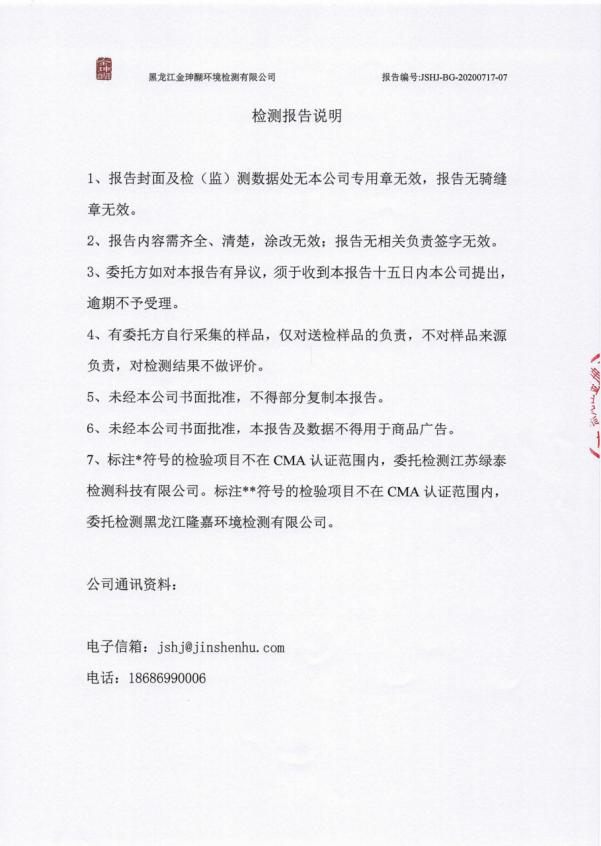 黑龙江金珅醐环境检测有限公司 报告编号:JSHJ-BG-20200717-07
检测报告说明
1、报告封面及检（监）测数据处无本公司专用章无效，报告无骑缝
章无效。
2、报告内容需齐全、清楚，涂改无效；报告无相关负责签字无效。
3、委托方如对本报告有异议，须于收到本报告十五日内本公司提出，
逾期不予受理。
4、有委托方自行采集的样品，仅对送检样品的负责，不对样品来源
负责，对检测结果不做评价。
5、未经本公司书面批准，不得部分复制本报告。
6、未经本公司书面批准，本报告及数据不得用于商品广告。
7、标注*符号的检验项目不在 CMA 认证范围内，委托检测江苏绿泰
检测科技有限公司。标注**符号的检验项目不在 CMA 认证范围内，
委托检测黑龙江隆嘉环境检测有限公司。
公司通讯资料：
电子信箱：jshj@jinshenhu.com
电话：18686990006